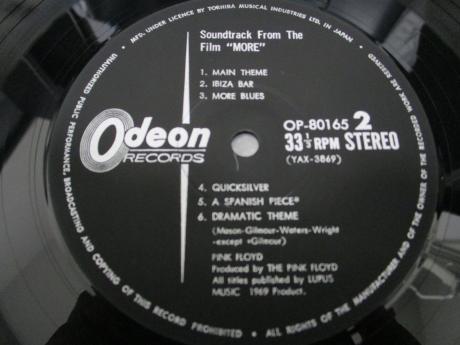 • MFD. UNDER LICENCE BY TOSHIBA MUSICAL INDUSTRIES LTD. IN JAPAN •
Soundtrack From The
Film "MORE"
1. MAIN THEME
2. IBIZA BAR
3. MORE BLUES
Odeon
RECORDS
OP-80165 2
33⅓ RPM STEREO
(YAX-3869)
4. QUICKSILVER
5. A SPANISH PIECE*
6. DRAMATIC THEME
(Mason-Gilmour-Waters-Wright
-except *Gilmour)
PINK FLOYD
Produced by THE PINK FLOYD
All titles published by LUPUS
MUSIC 1969 Product.
UNAUTHORIZED PUBLIC PERFORMANCE, BROADCASTING AND COPYING OF THIS RECORD PROHIBITED • ALL RIGHTS OF THE MANUFACTURER AND OF THE OWNER OF THE RECORDED WORK ARE RESERVED